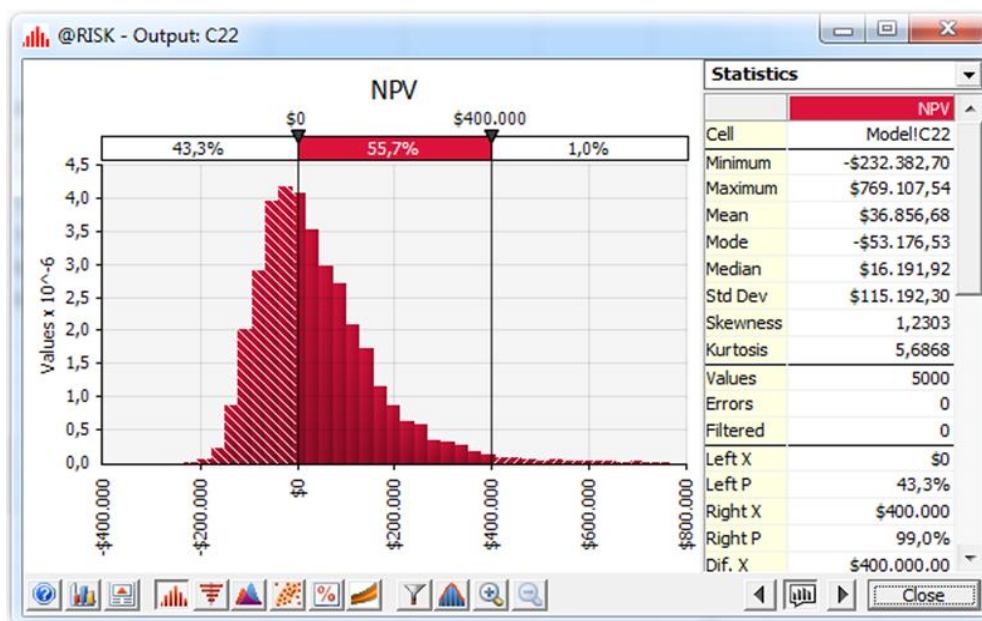 @RISK - Output: C22
NPV
$0 $400.000
43,3% 55,7% 1,0%
4,5
4,0
3,5
3,0
2,5
2,0
1,5
1,0
0,5
0,0
Values x 10^-6
-$400.000
-$200.000
$0
$200.000
$400.000
$600.000
$800.000
Statistics
NPV
Cell Model!C22
Minimum -$232.382,70
Maximum $769.107,54
Mean $36.856,68
Mode -$53.176,53
Median $16.191,92
Std Dev $115.192,30
Skewness 1,2303
Kurtosis 5,6868
Values 5000
Errors 0
Filtered 0
Left X $0
Left P 43,3%
Right X $400.000
Right P 99,0%
Dif. X $400.000.00
Close